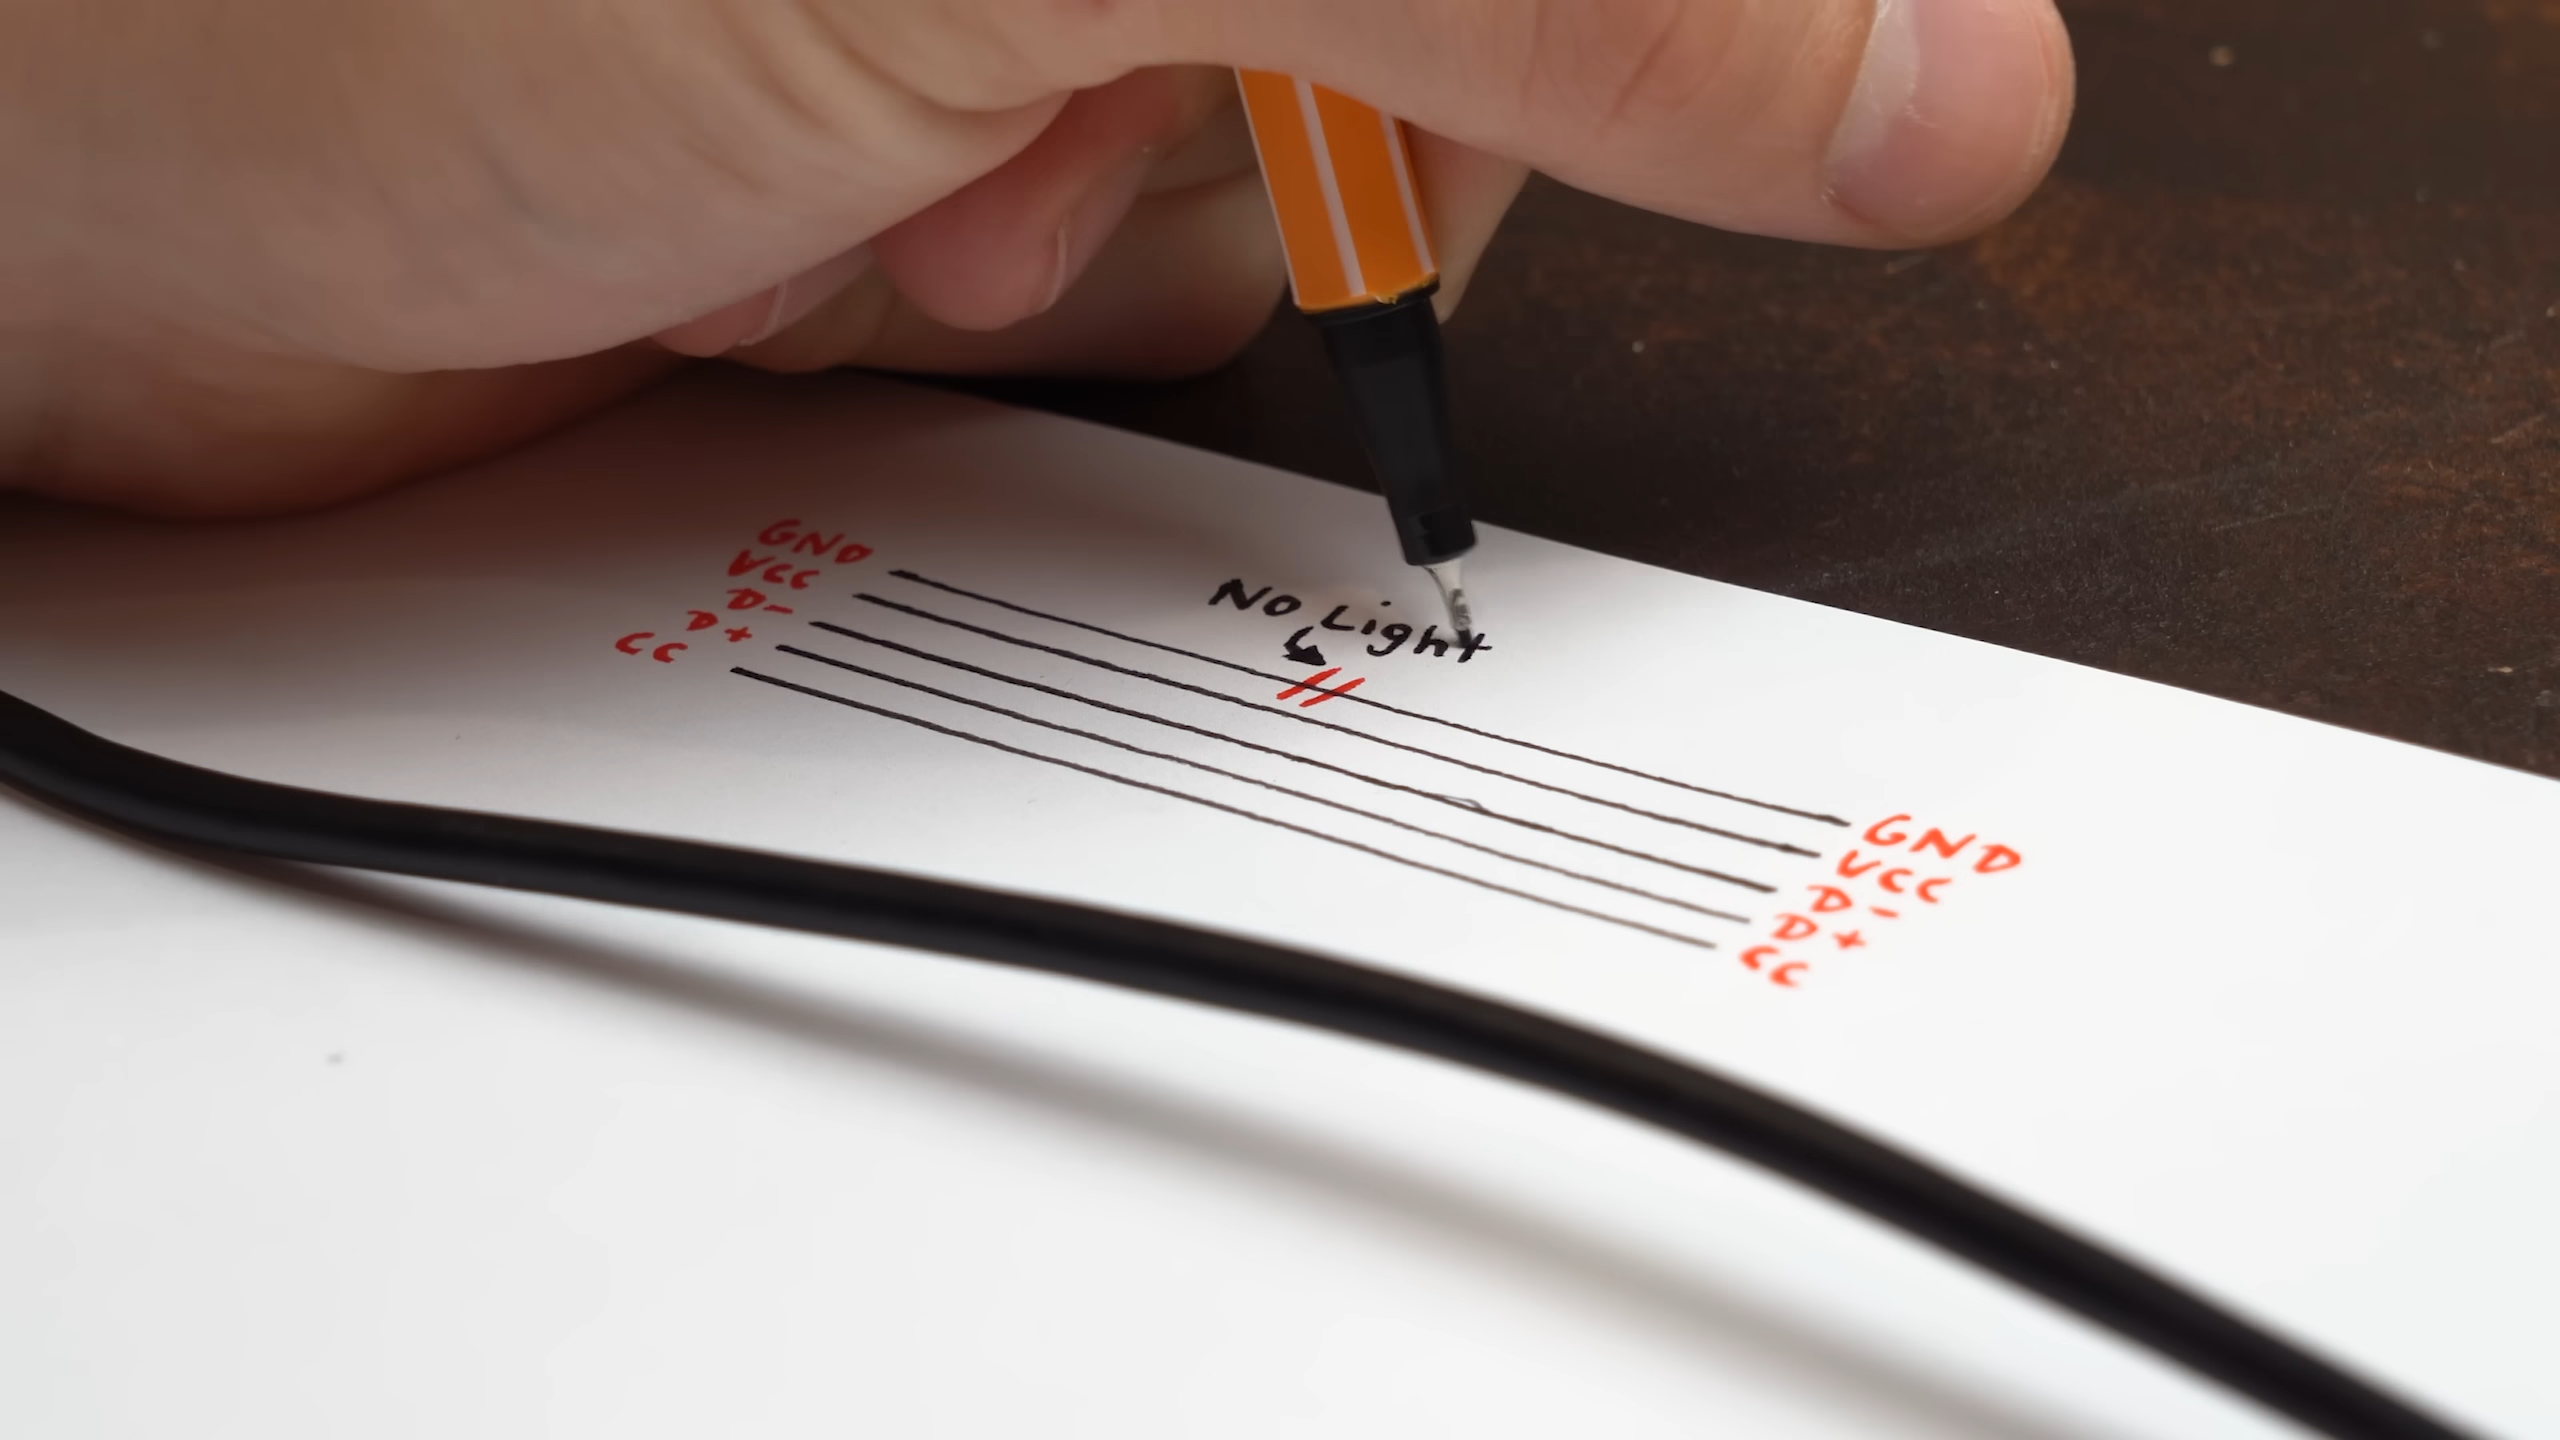 GND
VCC
D-
D+
CC
No Light
GND
VCC
D-
D+
CC